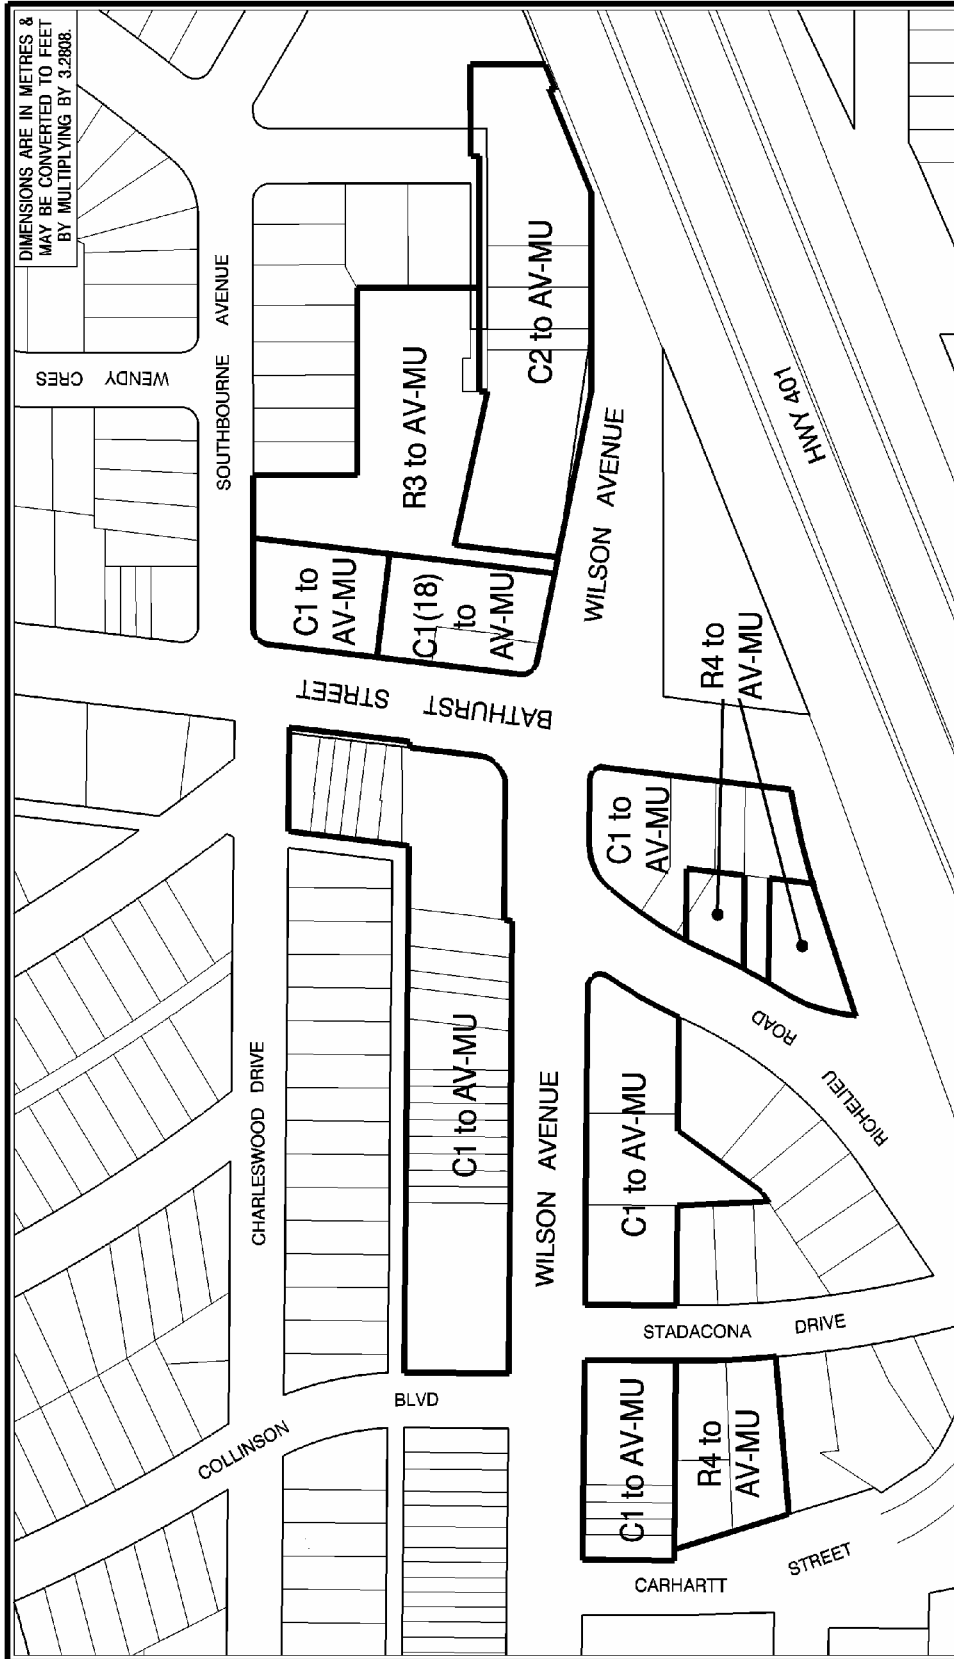 DIMENSIONS ARE IN METRES &
MAY BE CONVERTED TO FEET
BY MULTIPLYING BY 3.2808.
WENDY CRES
SOUTHBOURNE AVENUE
C2 to AV-MU
R3 to AV-MU
HWY 401
WILSON AVENUE
C1 to
AV-MU
C1(18)
to
AV-MU
BATHURST STREET
R4 to
AV-MU
C1 to
AV-MU
CHARLESWOOD DRIVE
C1 to AV-MU
WILSON AVENUE
C1 to AV-MU
RICHELIEU ROAD
STADACONA DRIVE
COLLINSON BLVD
C1 to AV-MU
R4 to
AV-MU
CARHARTT STREET